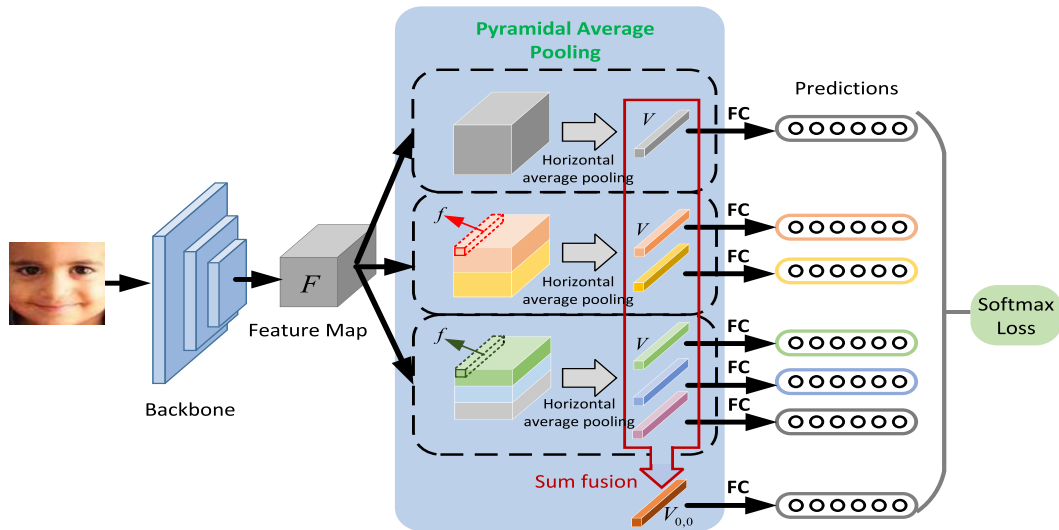 Pyramidal Average
Pooling
Predictions
V
FC
Horizontal
average pooling
f
V
FC
FC
Horizontal
average pooling
F
Feature Map
Backbone
f
V
FC
FC
FC
Horizontal
average pooling
Softmax
Loss
Sum fusion
V0,0
FC